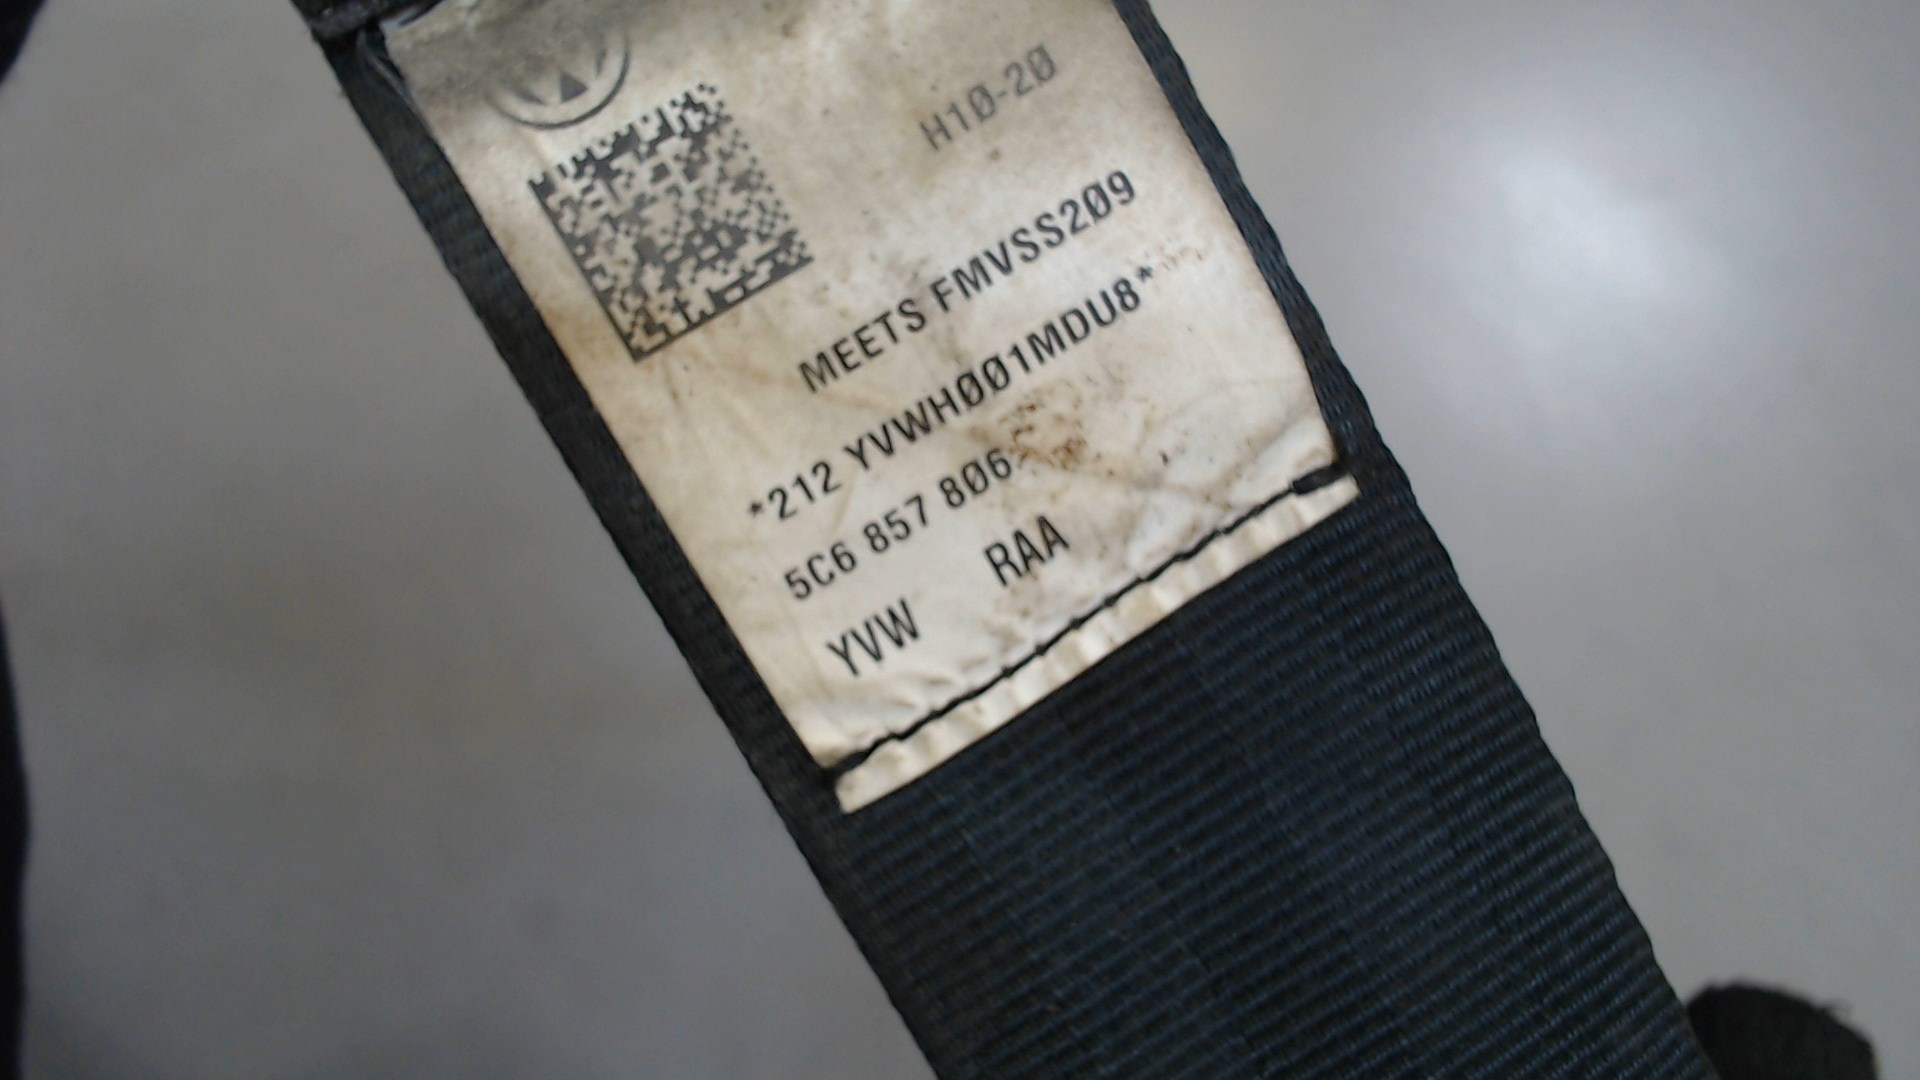 H10-20
MEETS FMVSS209
*212 YVWH001MDU8*
5C6 857 806
YVW RAA